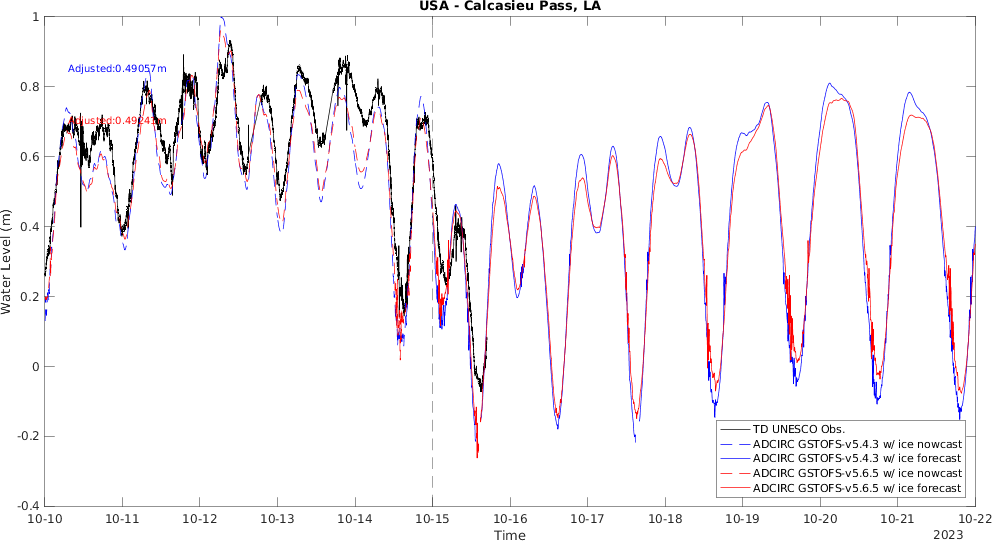 USA - Calcasieu Pass, LA
1
0.8
0.6
0.4
0.2
0
-0.2
-0.4
Water Level (m)
Adjusted:0.49057m
TD UNESCO Obs.
ADCIRC GSTOFS-v5.4.3 w/ ice nowcast
ADCIRC GSTOFS-v5.4.3 w/ ice forecast
ADCIRC GSTOFS-v5.6.5 w/ ice nowcast
ADCIRC GSTOFS-v5.6.5 w/ ice forecast
10-10 10-11 10-12 10-13 10-14 10-15 10-16 10-17 10-18 10-19 10-20 10-21 10-22
Time
2023